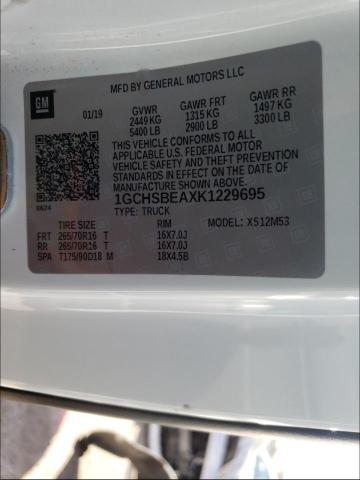 MFD BY GENERAL MOTORS LLC
GM
01/19 GVWR GAWR FRT GAWR RR
2449 KG 1315 KG 1497 KG
5400 LB 2900 LB 3300 LB
THIS VEHICLE CONFORMS TO ALL
APPLICABLE U.S. FEDERAL MOTOR
VEHICLE SAFETY AND THEFT PREVENTION
STANDARDS IN EFFECT ON THE DATE OF
MANUFACTURE SHOWN ABOVE.
1GCHSBEAXK1229695
TYPE: TRUCK MODEL: X512M53
TIRE SIZE RIM
FRT 265/70R16 T 16X7.0J
RR 265/70R16 T 16X7.0J
SPA T175/90D18 M 18X4.5B